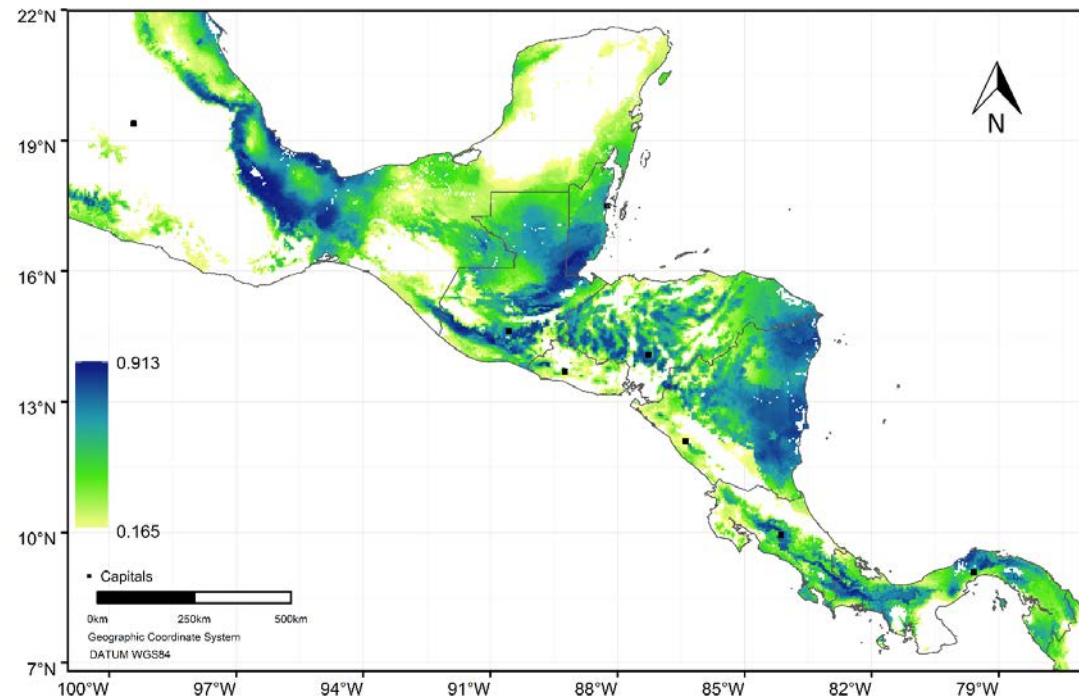 22°N
19°N
16°N
13°N
10°N
7°N
N
0.913
0.165
Capitals
0km 250km 500km
Geographic Coordinate System
DATUM WGS84
100°W 97°W 94°W 91°W 88°W 85°W 82°W 79°W